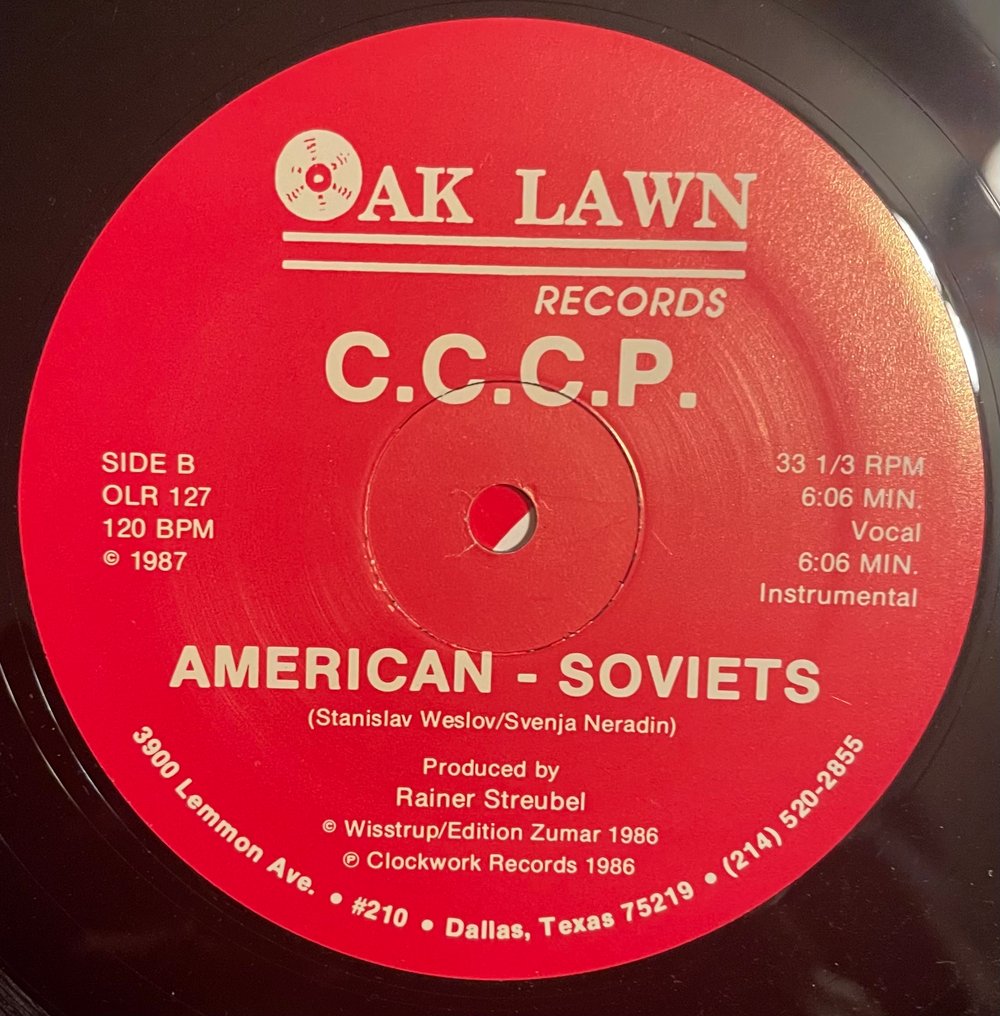 OAK LAWN
RECORDS
C.C.C.P.
SIDE B
OLR 127
120 BPM
© 1987
33 1/3 RPM
6:06 MIN.
Vocal
6:06 MIN.
Instrumental
AMERICAN - SOVIETS
(Stanislav Weslov/Svenja Neradin)
Produced by
Rainer Streubel
© Wisstrup/Edition Zumar 1986
℗ Clockwork Records 1986
3900 Lemmon Ave. • #210 • Dallas, Texas 75219 • (214) 520-2855